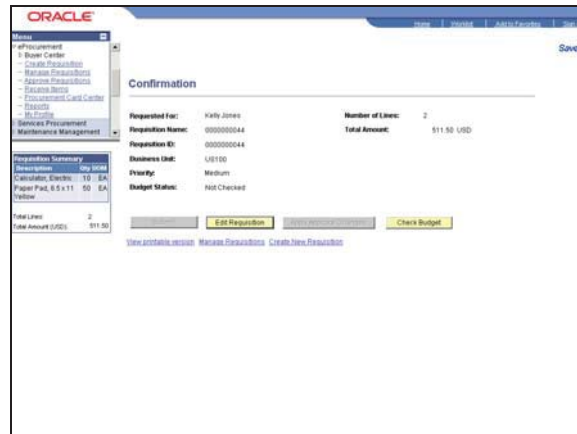 ORACLE
Home | Worklist | Add to Favorites | Sign
Menu
eProcurement
Buyer Center
Create Requisition
Manage Requisitions
Approve Requisitions
Receive Items
Procurement Card Center
Reports
My Profile
Services Procurement
Maintenance Management
Save
Confirmation
Requested For: Kelly Jones
Number of Lines: 2
Requisition Name: 0000000044
Total Amount: 511.50 USD
Requisition ID: 0000000044
Business Unit: US100
Priority: Medium
Budget Status: Not Checked
Requisition Summary
Description Qty UOM
Calculator, Electric 10 EA
Paper Pad, 8.5 x 11 50 EA
Yellow
Total Lines: 2
Total Amount (USD): 511.50
Submit
Edit Requisition
Apply Approval Changes
Check Budget
View printable version Manage Requisitions Create New Requisition